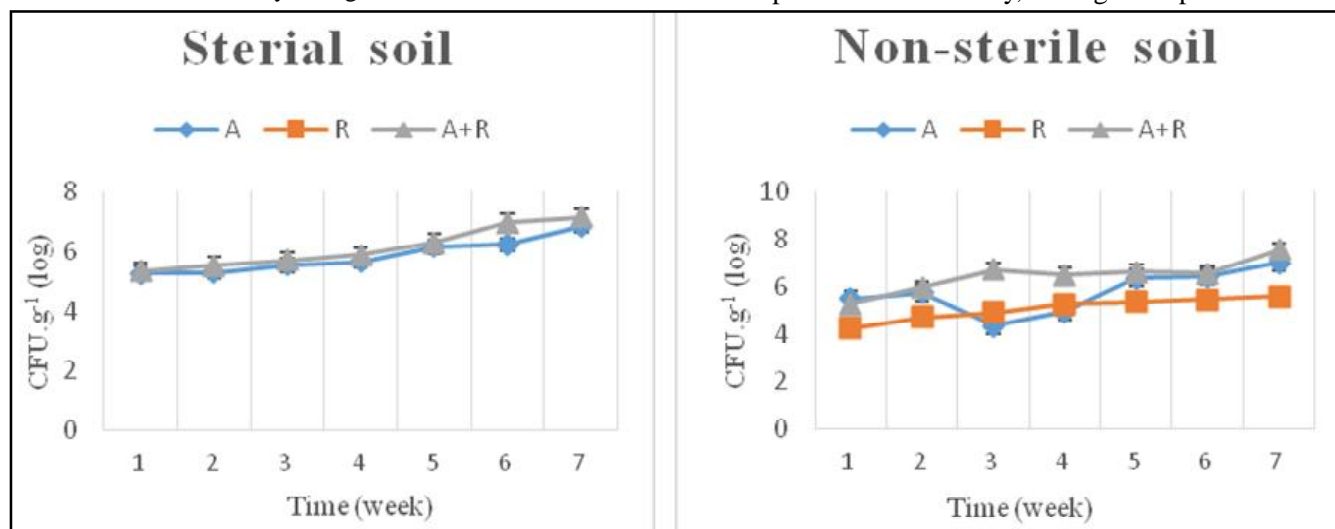 Sterial soil
A R A+R
8
6
4
2
0
CFU.g⁻¹ (log)
1 2 3 4 5 6 7
Time (week)
Non-sterile soil
A R A+R
10
8
6
4
2
0
CFU.g⁻¹ (log)
1 2 3 4 5 6 7
Time (week)